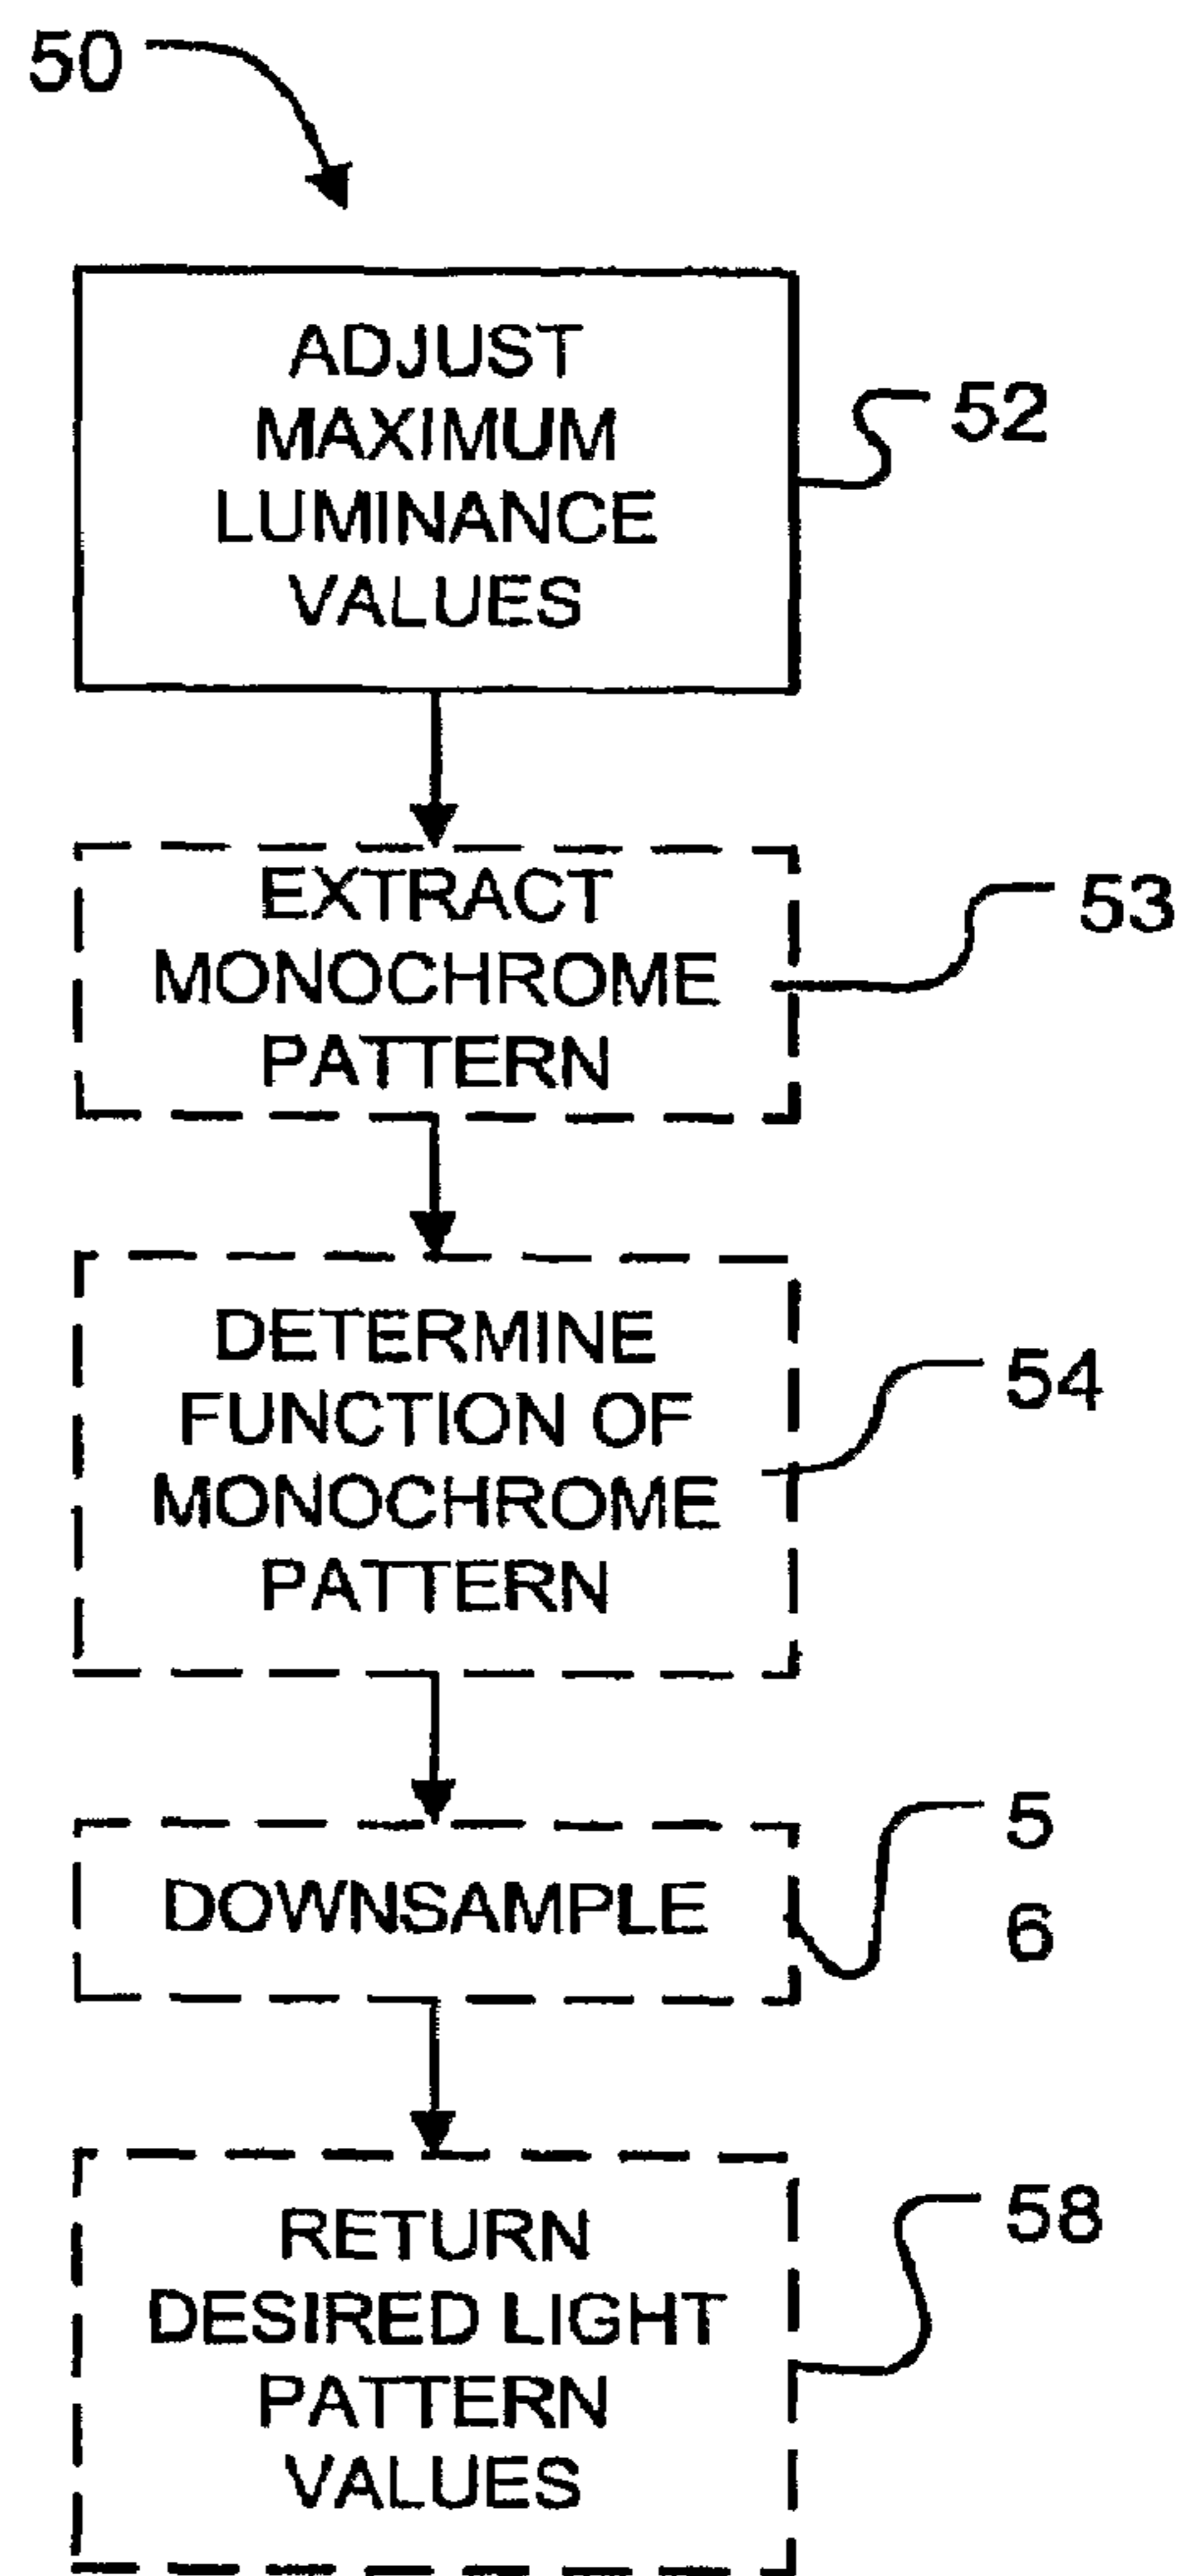 50
ADJUST
MAXIMUM
LUMINANCE
VALUES
52
EXTRACT
MONOCHROME
PATTERN
53
DETERMINE
FUNCTION OF
MONOCHROME
PATTERN
54
DOWNSAMPLE
5
6
RETURN
DESIRED LIGHT
PATTERN
VALUES
58